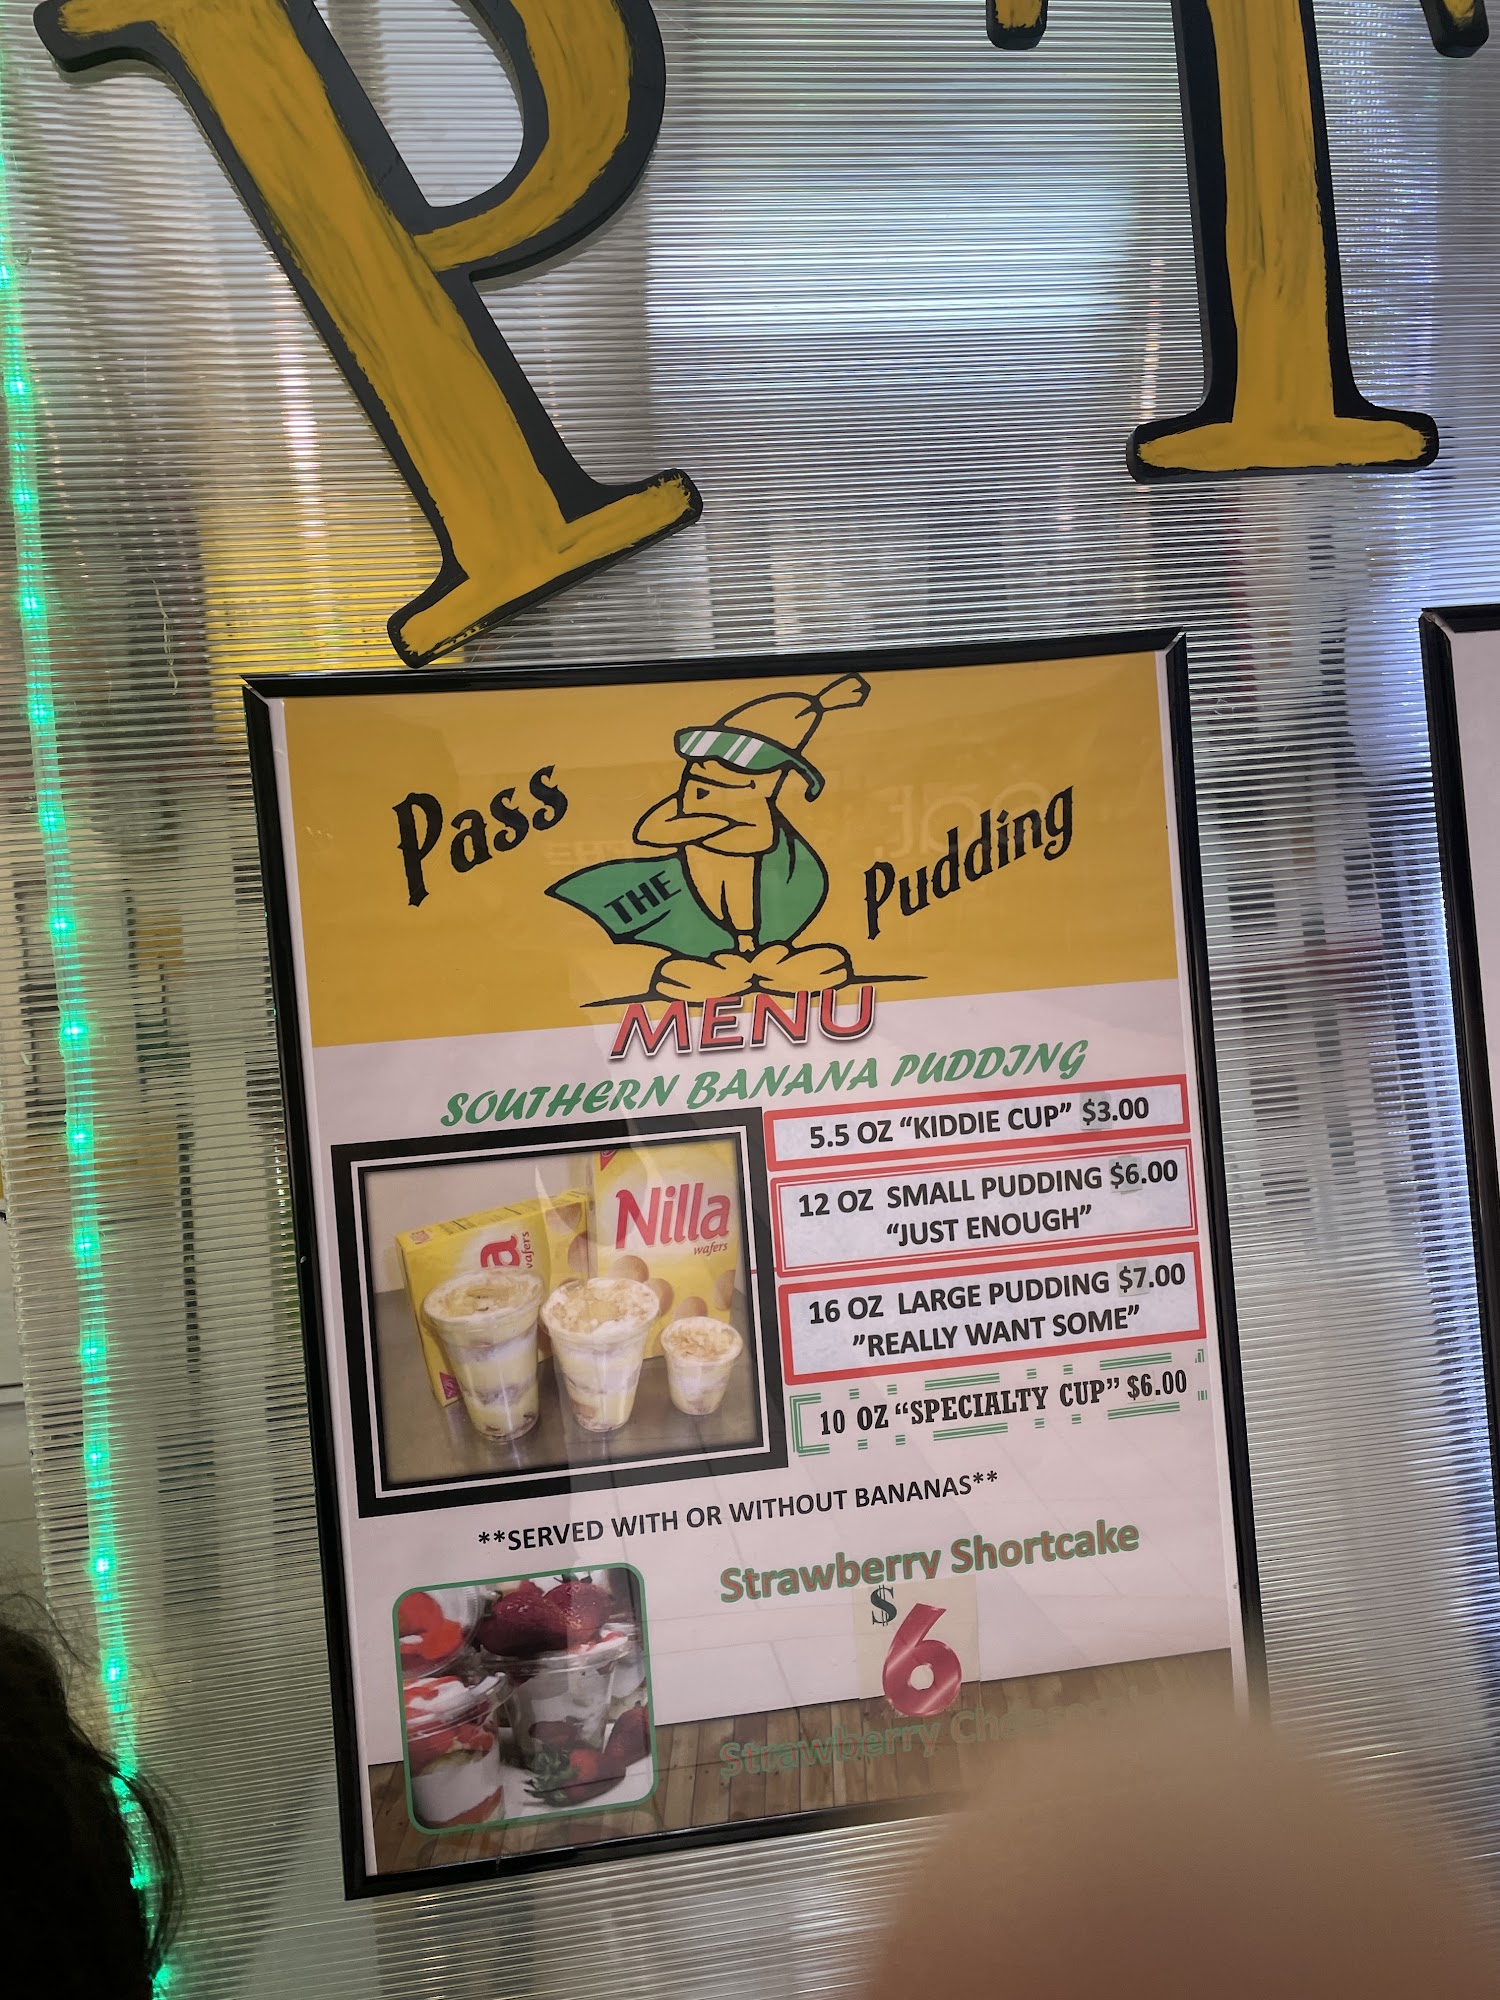 P T
Pass THE Pudding
MENU
SOUTHERN BANANA PUDDING
5.5 OZ “KIDDIE CUP” $3.00
12 OZ SMALL PUDDING $6.00
“JUST ENOUGH”
16 OZ LARGE PUDDING $7.00
”REALLY WANT SOME”
10 OZ “SPECIALTY CUP” $6.00
Nilla
wafers
a
wafers
**SERVED WITH OR WITHOUT BANANAS**
Strawberry Shortcake
$6
Strawberry